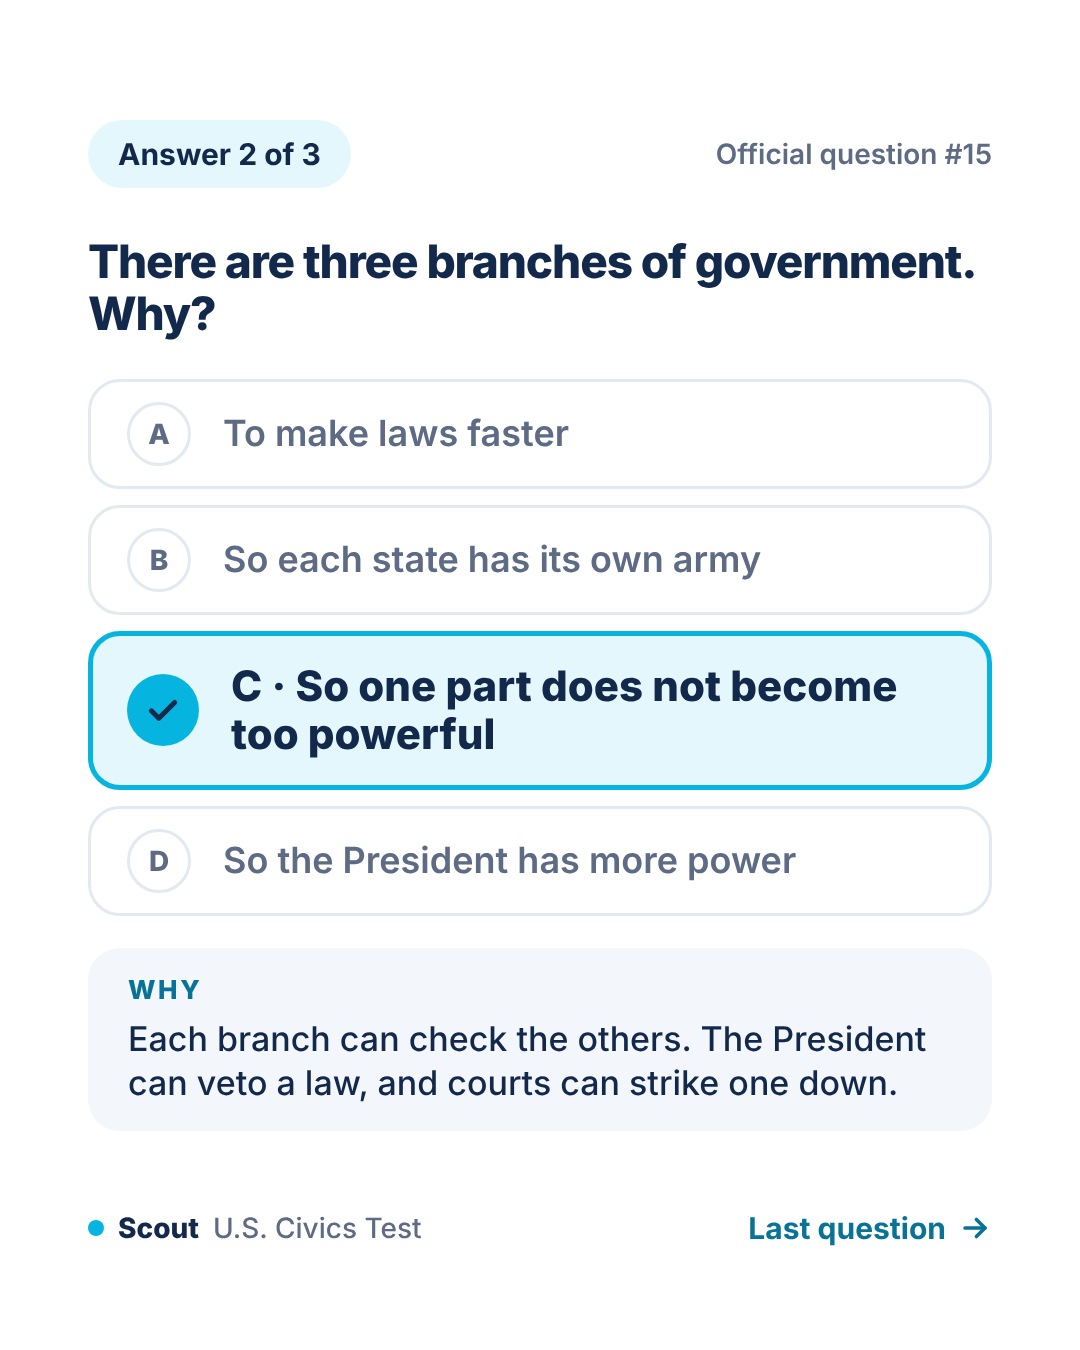 Answer 2 of 3
Official question #15
There are three branches of government.
Why?
A To make laws faster
B So each state has its own army
C · So one part does not become
too powerful
D So the President has more power
WHY
Each branch can check the others. The President
can veto a law, and courts can strike one down.
Scout U.S. Civics Test
Last question →